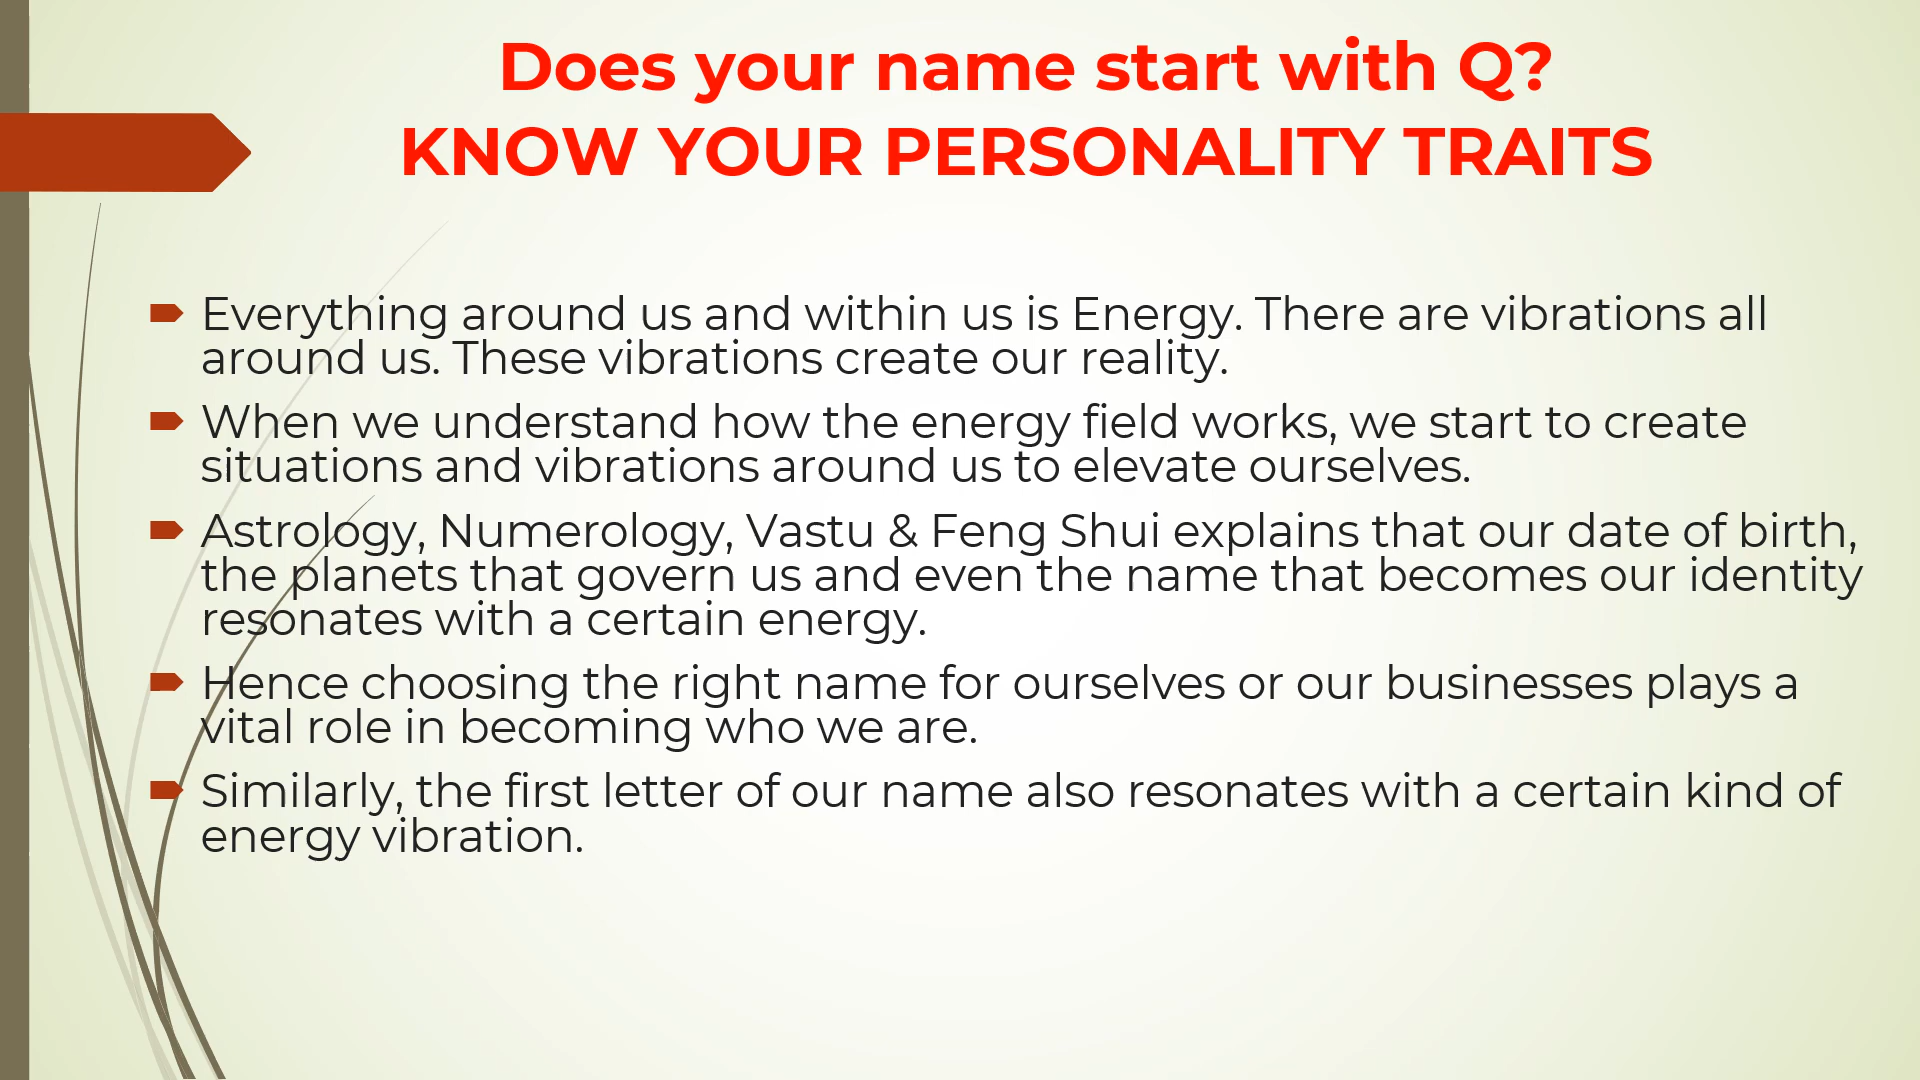 Does your name start with Q?
KNOW YOUR PERSONALITY TRAITS
Everything around us and within us is Energy. There are vibrations all
around us. These vibrations create our reality.
When we understand how the energy field works, we start to create
situations and vibrations around us to elevate ourselves.
Astrology, Numerology, Vastu & Feng Shui explains that our date of birth,
the planets that govern us and even the name that becomes our identity
resonates with a certain energy.
Hence choosing the right name for ourselves or our businesses plays a
vital role in becoming who we are.
Similarly, the first letter of our name also resonates with a certain kind of
energy vibration.